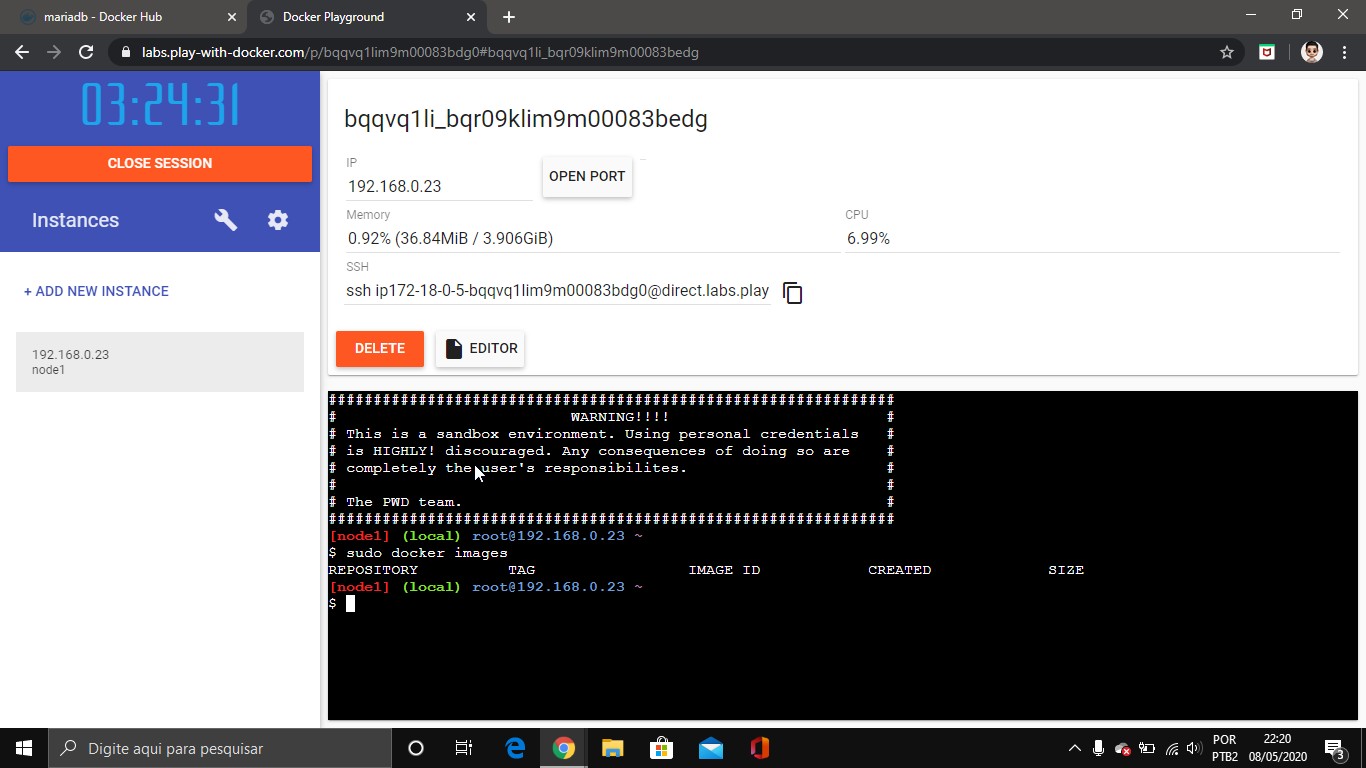 mariadb - Docker Hub
Docker Playground
labs.play-with-docker.com/p/bqqvq1lim9m00083bdg0#bqqvq1li_bqr09klim9m00083bedg
03:24:31
CLOSE SESSION
Instances
+ ADD NEW INSTANCE
192.168.0.23
node1
bqqvq1li_bqr09klim9m00083bedg
IP
192.168.0.23
OPEN PORT
Memory
0.92% (36.84MiB / 3.906GiB)
CPU
6.99%
SSH
ssh ip172-18-0-5-bqqvq1lim9m00083bdg0@direct.labs.play
DELETE
EDITOR
###############################################################
# WARNING!!!! #
# This is a sandbox environment. Using personal credentials #
# is HIGHLY! discouraged. Any consequences of doing so are #
# completely the user's responsibilites. #
# #
# The PWD team. #
###############################################################
[node1] (local) root@192.168.0.23 ~
$ sudo docker images
REPOSITORY TAG IMAGE ID CREATED SIZE
[node1] (local) root@192.168.0.23 ~
$
Digite aqui para pesquisar
POR
PTB2
22:20
08/05/2020
3